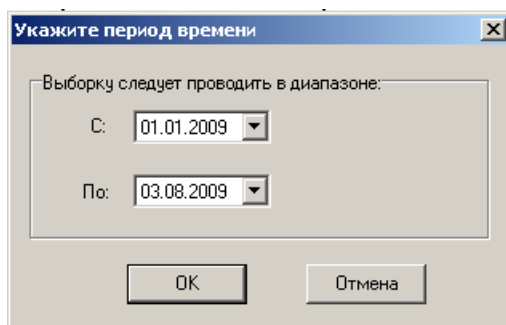 Укажите период времени
Выборку следует проводить в диапазоне:
С: 01.01.2009
По: 03.08.2009
OK Отмена